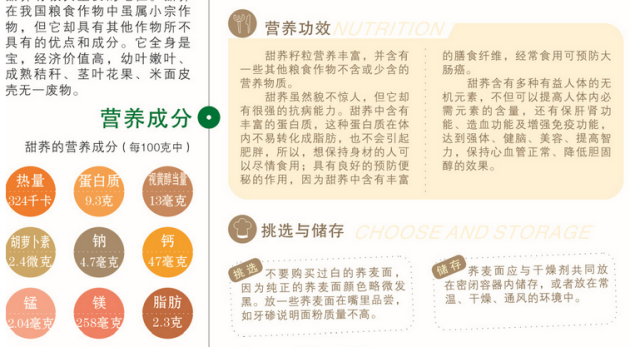 在我国粮食作物中虽属小宗作
物，但它却具有其他作物所不
具有的优点和成分。它全身是
宝，经济价值高，幼叶嫩叶、
成熟秸秆、茎叶花果、米面皮
壳无一废物。
营养成分
甜荞的营养成分（每100克中）
热量
324千卡
蛋白质
9.3克
视黄醇当量
13毫克
胡萝卜素
2.4微克
钠
4.7毫克
钙
47毫克
锰
2.04毫克
镁
258毫克
脂肪
2.3克
营养功效 NUTRITION
甜荞籽粒营养丰富，并含有
一些其他粮食作物不含或少含的
营养物质。
甜荞虽然貌不惊人，但它却
有很强的抗病能力。甜荞中含有
丰富的蛋白质，这种蛋白质在体
内不易转化成脂肪，也不会引起
肥胖，所以，想保持身材的人可
以尽情食用；具有良好的预防便
秘的作用，因为甜荞中含有丰富
的膳食纤维，经常食用可预防大
肠癌。
甜荞含有多种有益人体的无
机元素，不但可以提高人体内必
需元素的含量，还有保肝肾功
能、造血功能及增强免疫功能，
达到强体、健脑、美容、提高智
力，保持心血管正常、降低胆固
醇的效果。
挑选与储存 CHOOSE AND STORAGE
挑选 不要购买过白的荞麦面，
因为纯正的荞麦面颜色略微发
黑。放一些荞麦面在嘴里品尝，
如牙碜说明面粉质量不高。
储存 荞麦面应与干燥剂共同放
在密闭容器内储存，或者放在常
温、干燥、通风的环境中。